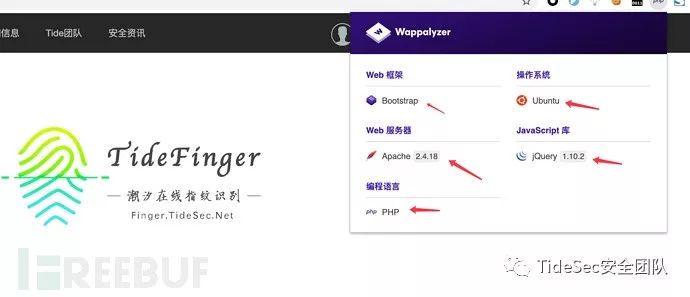 信息 Tide团队 安全资讯
php
Wappalyzer
Web 框架
Bootstrap
操作系统
Ubuntu
Web 服务器
Apache 2.4.18
JavaScript 库
jQuery 1.10.2
编程语言
php PHP
TideFinger
— 潮汐在线指纹识别 —
Finger.TideSec.Net
FREEBUF
TideSec安全团队